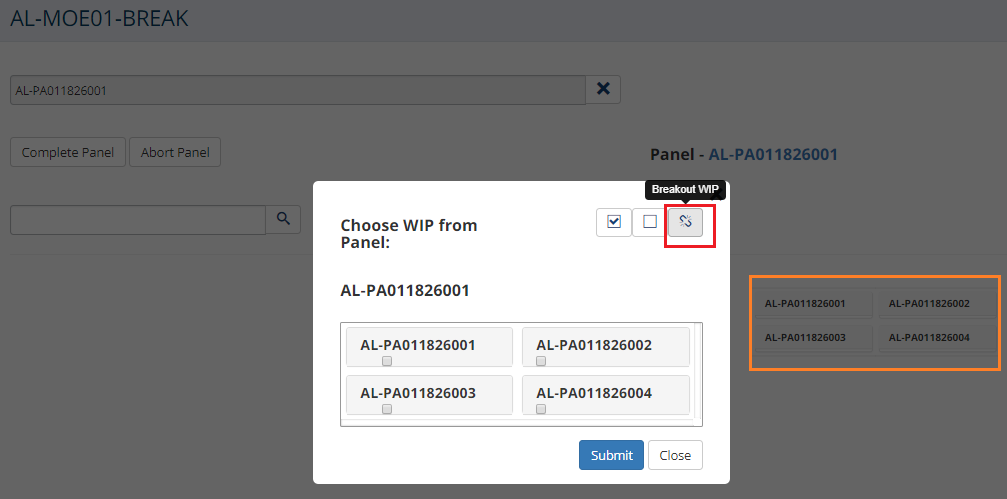 AL-MOE01-BREAK
AL-PA011826001
Complete Panel
Abort Panel
Panel - AL-PA011826001
Breakout WIP
Choose WIP from
Panel:
AL-PA011826001
AL-PA011826001
AL-PA011826002
AL-PA011826003
AL-PA011826004
Submit
Close
AL-PA011826001
AL-PA011826002
AL-PA011826003
AL-PA011826004